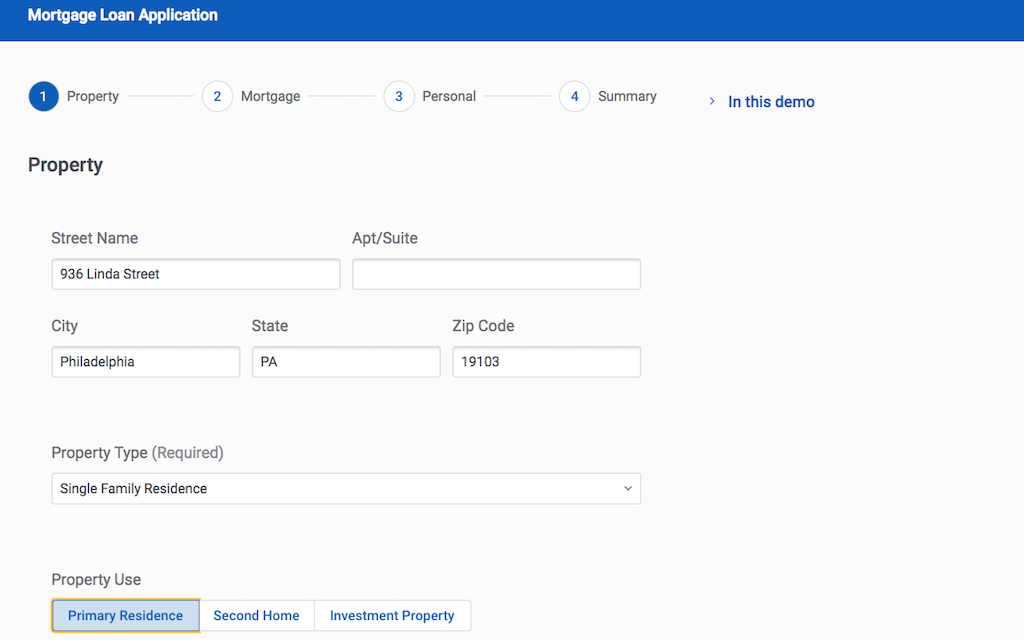 Mortgage Loan Application
1 Property 2 Mortgage 3 Personal 4 Summary
In this demo
Property
Street Name Apt/Suite
936 Linda Street
City State Zip Code
Philadelphia PA 19103
Property Type (Required)
Single Family Residence
Property Use
Primary Residence Second Home Investment Property